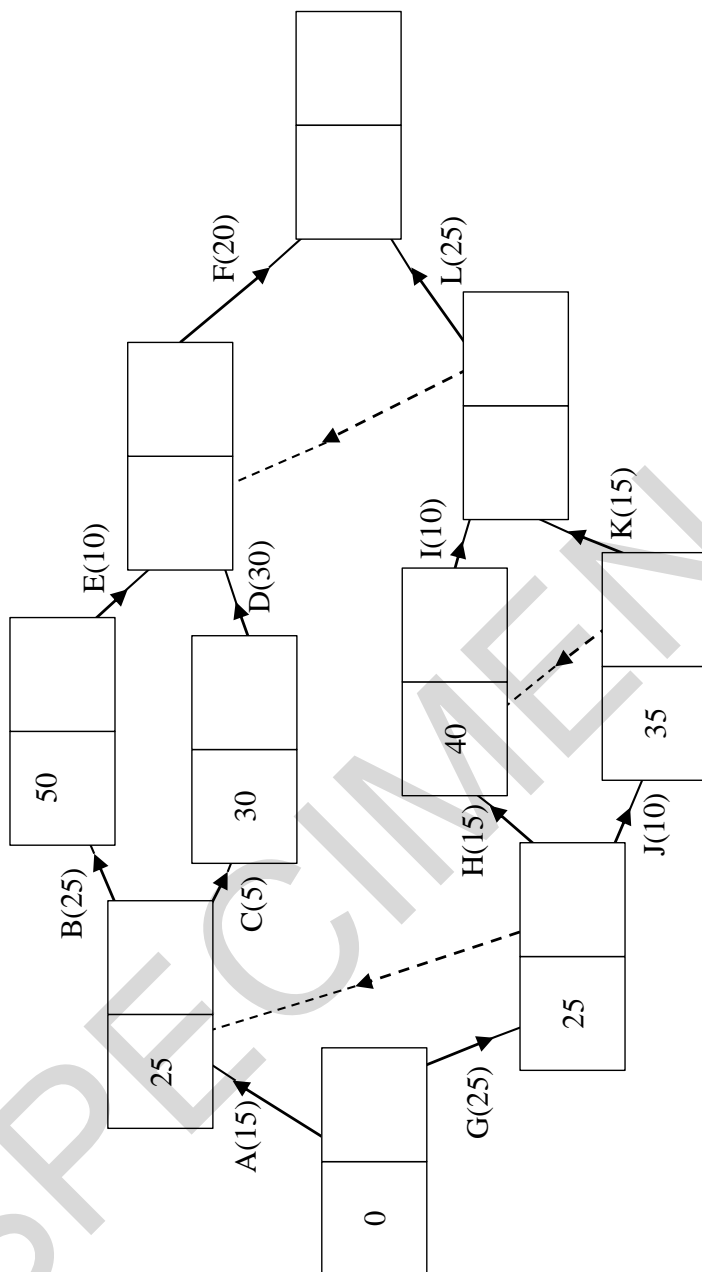 F(20)
L(25)
E(10)
D(30)
I(10)
K(15)
50
30
40
35
B(25)
C(5)
H(15)
J(10)
25
25
A(15)
G(25)
0
SPECIMEN